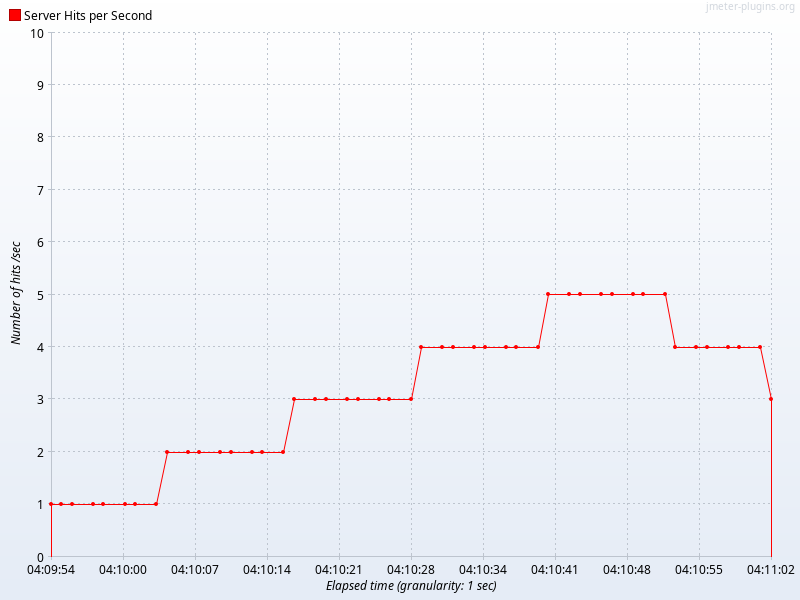 jmeter-plugins.org
Server Hits per Second
10
9
8
7
6
5
4
3
2
1
0
Number of hits /sec
04:09:54 04:10:00 04:10:07 04:10:14 04:10:21 04:10:28 04:10:34 04:10:41 04:10:48 04:10:55 04:11:02
Elapsed time (granularity: 1 sec)